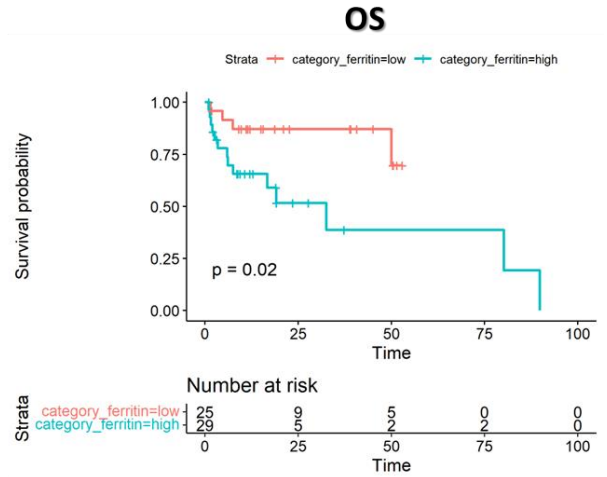 OS
Strata category_ferritin=low category_ferritin=high
Survival probability
1.00
0.75
0.50
0.25
0.00
p = 0.02
0 25 50 75 100
Time
Number at risk
Strata
category_ferritin=low 25 9 5 0 0
category_ferritin=high 29 5 2 2 0
0 25 50 75 100
Time